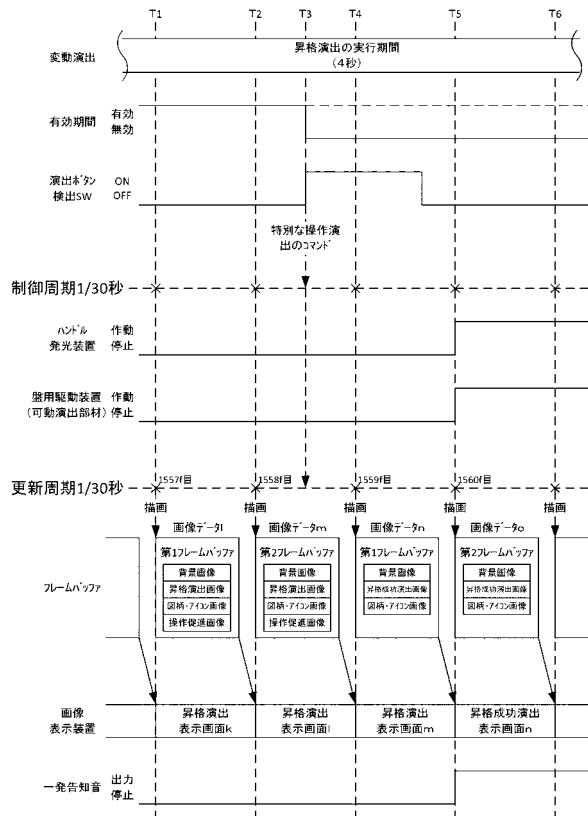 T1 T2 T3 T4 T5 T6
変動演出
昇格演出の実行期間
(4秒)
有効期間
有効
無効
演出ボタン
検出SW
ON
OFF
特別な操作演
出のコマンド
制御周期1/30秒
ハンドル
発光装置
作動
停止
盤用駆動装置
(可動演出部材)
作動
停止
更新周期1/30秒
1557f目 1558f目 1559f目 1560f目
描画 描画 描画 描画 描画
画像データl 画像データm 画像データn 画像データo
フレームバッファ
第1フレームバッファ 第2フレームバッファ 第1フレームバッファ 第2フレームバッファ
背景画像 背景画像 背景画像 背景画像
昇格演出画像 昇格演出画像 昇格成功演出画像 昇格成功演出画像
図柄・アイコン画像 図柄・アイコン画像 図柄・アイコン画像 図柄・アイコン画像
操作促進画像 操作促進画像
画像
表示装置
昇格演出 昇格演出 昇格演出 昇格成功演出
表示画面k 表示画面l 表示画面m 表示画面n
一発告知音
出力
停止